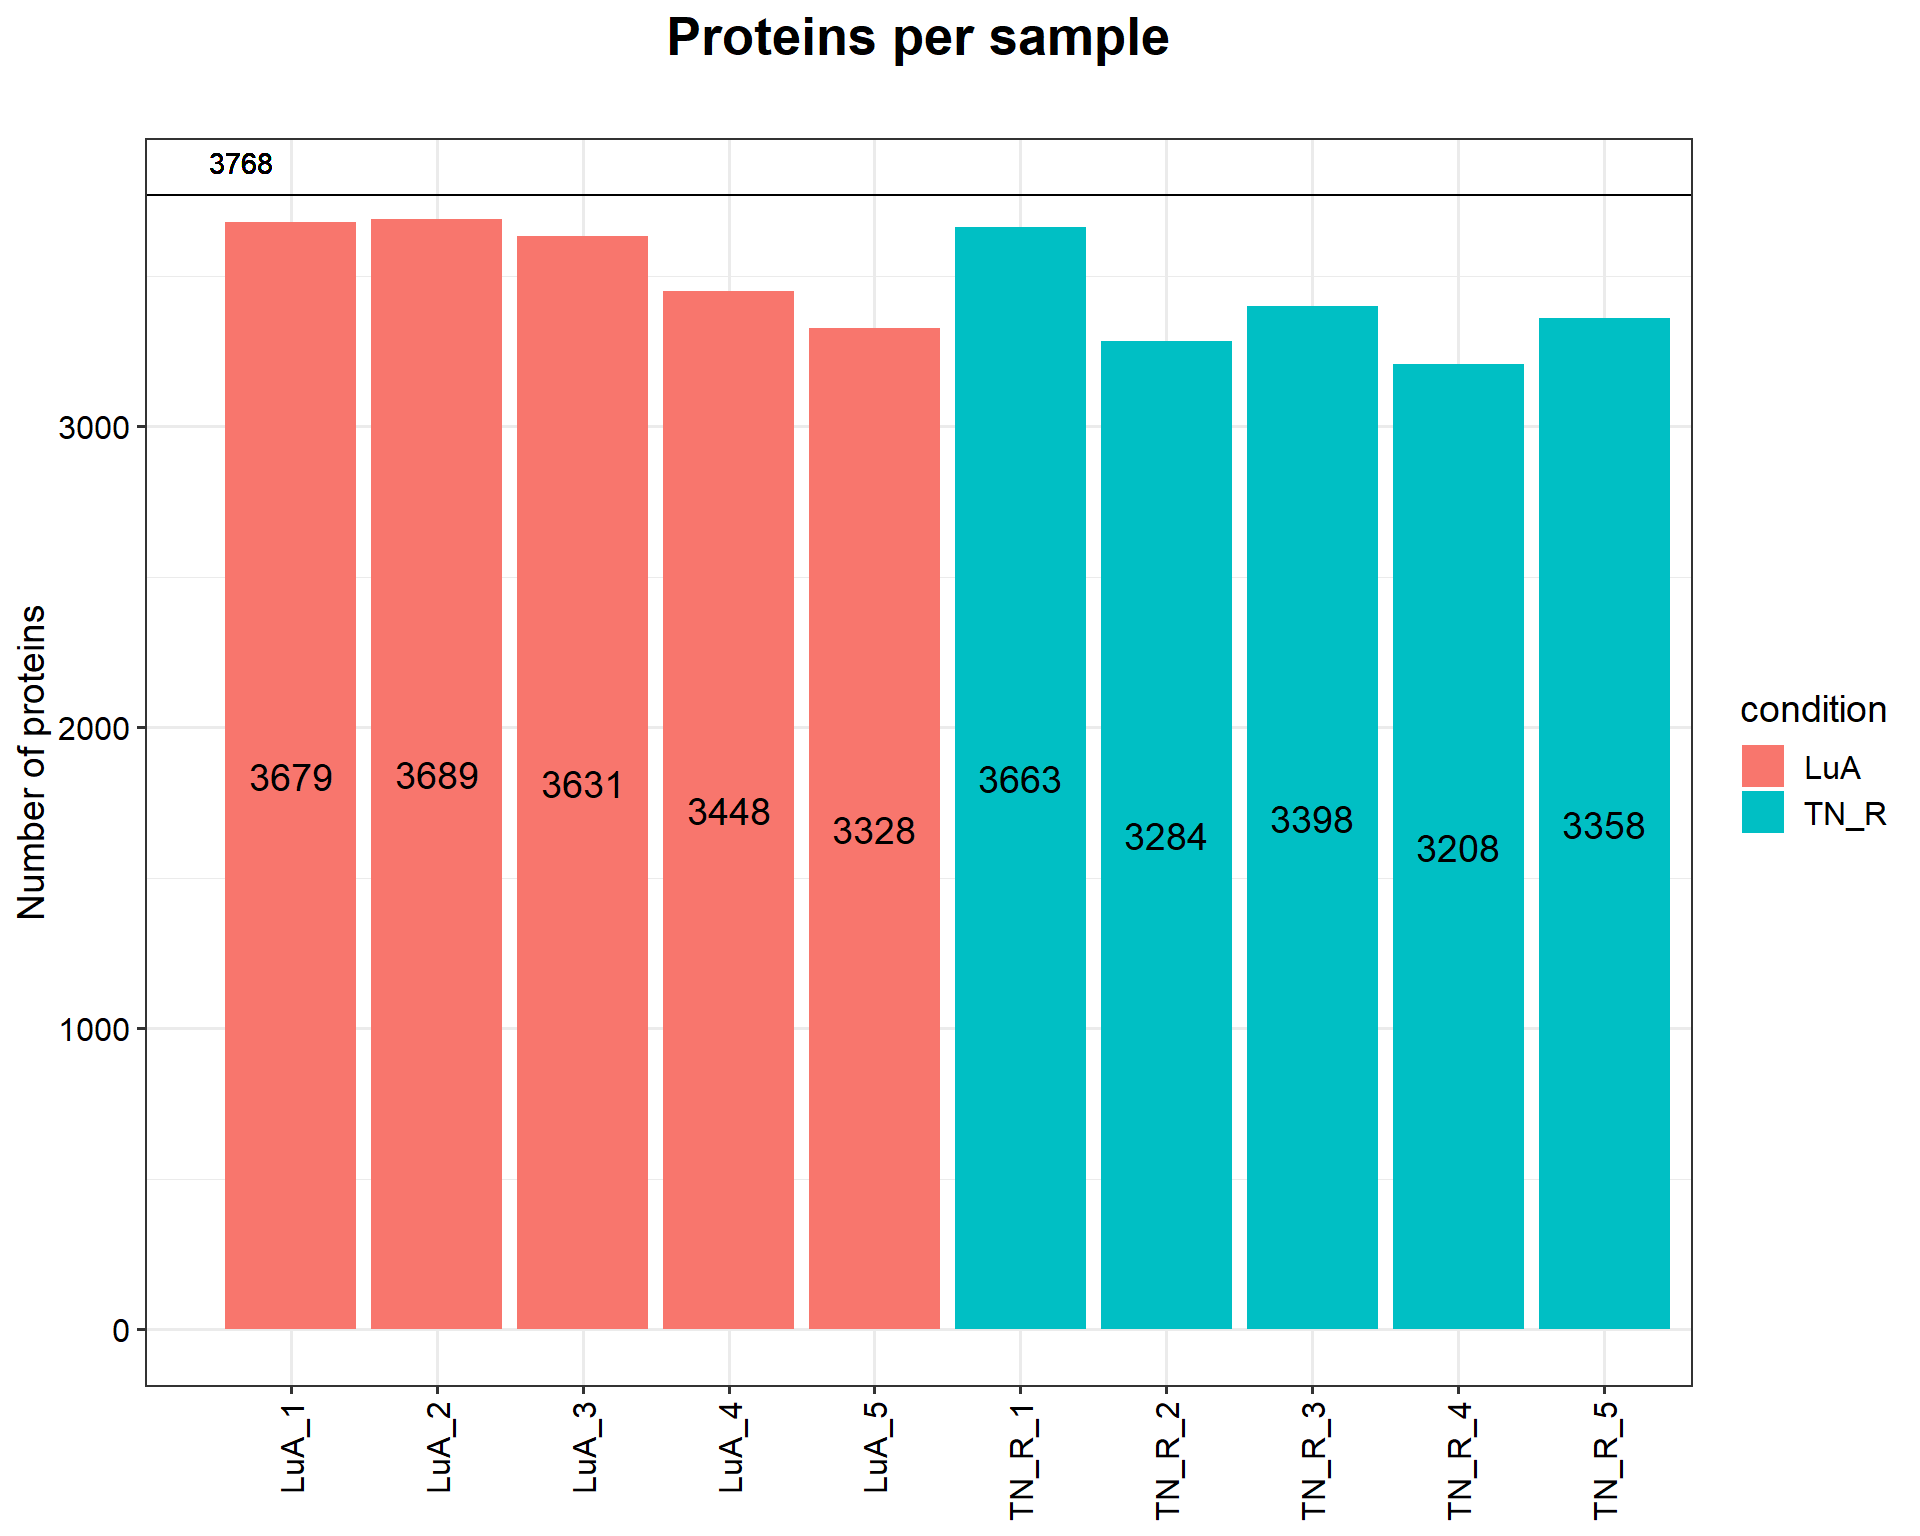 Proteins per sample
3768
Number of proteins
3000
2000
1000
0
3679
3689
3631
3448
3328
3663
3284
3398
3208
3358
LuA_1
LuA_2
LuA_3
LuA_4
LuA_5
TN_R_1
TN_R_2
TN_R_3
TN_R_4
TN_R_5
condition
LuA
TN_R